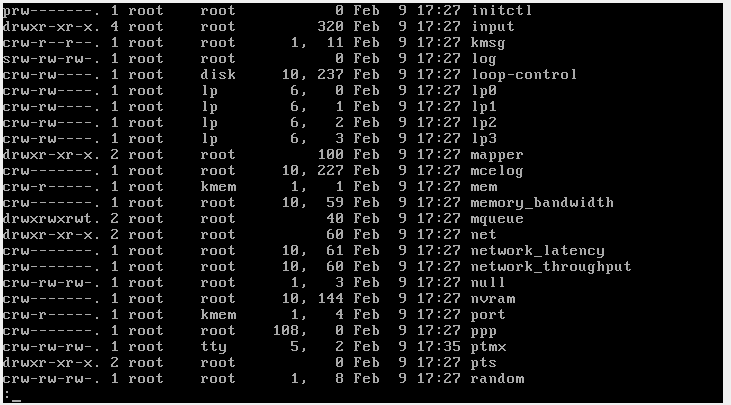 prw-------. 1 root    root            0 Feb  9 17:27 initctl
drwxr-xr-x. 4 root    root          320 Feb  9 17:27 input
crw-r--r--. 1 root    root       1,  11 Feb  9 17:27 kmsg
srw-rw-rw-. 1 root    root            0 Feb  9 17:27 log
crw-rw----. 1 root    disk      10, 237 Feb  9 17:27 loop-control
crw-rw----. 1 root    lp         6,   0 Feb  9 17:27 lp0
crw-rw----. 1 root    lp         6,   1 Feb  9 17:27 lp1
crw-rw----. 1 root    lp         6,   2 Feb  9 17:27 lp2
crw-rw----. 1 root    lp         6,   3 Feb  9 17:27 lp3
drwxr-xr-x. 2 root    root          100 Feb  9 17:27 mapper
crw-------. 1 root    root      10, 227 Feb  9 17:27 mcelog
crw-r-----. 1 root    kmem       1,   1 Feb  9 17:27 mem
crw-------. 1 root    root      10,  59 Feb  9 17:27 memory_bandwidth
drwxrwxrwt. 2 root    root           40 Feb  9 17:27 mqueue
drwxr-xr-x. 2 root    root           60 Feb  9 17:27 net
crw-------. 1 root    root      10,  61 Feb  9 17:27 network_latency
crw-------. 1 root    root      10,  60 Feb  9 17:27 network_throughput
crw-rw-rw-. 1 root    root       1,   3 Feb  9 17:27 null
crw-------. 1 root    root      10, 144 Feb  9 17:27 nvram
crw-r-----. 1 root    kmem       1,   4 Feb  9 17:27 port
crw-------. 1 root    root     108,   0 Feb  9 17:27 ppp
crw-rw-rw-. 1 root    tty        5,   2 Feb  9 17:35 ptmx
drwxr-xr-x. 2 root    root            0 Feb  9 17:27 pts
crw-rw-rw-. 1 root    root       1,   8 Feb  9 17:27 random
:_